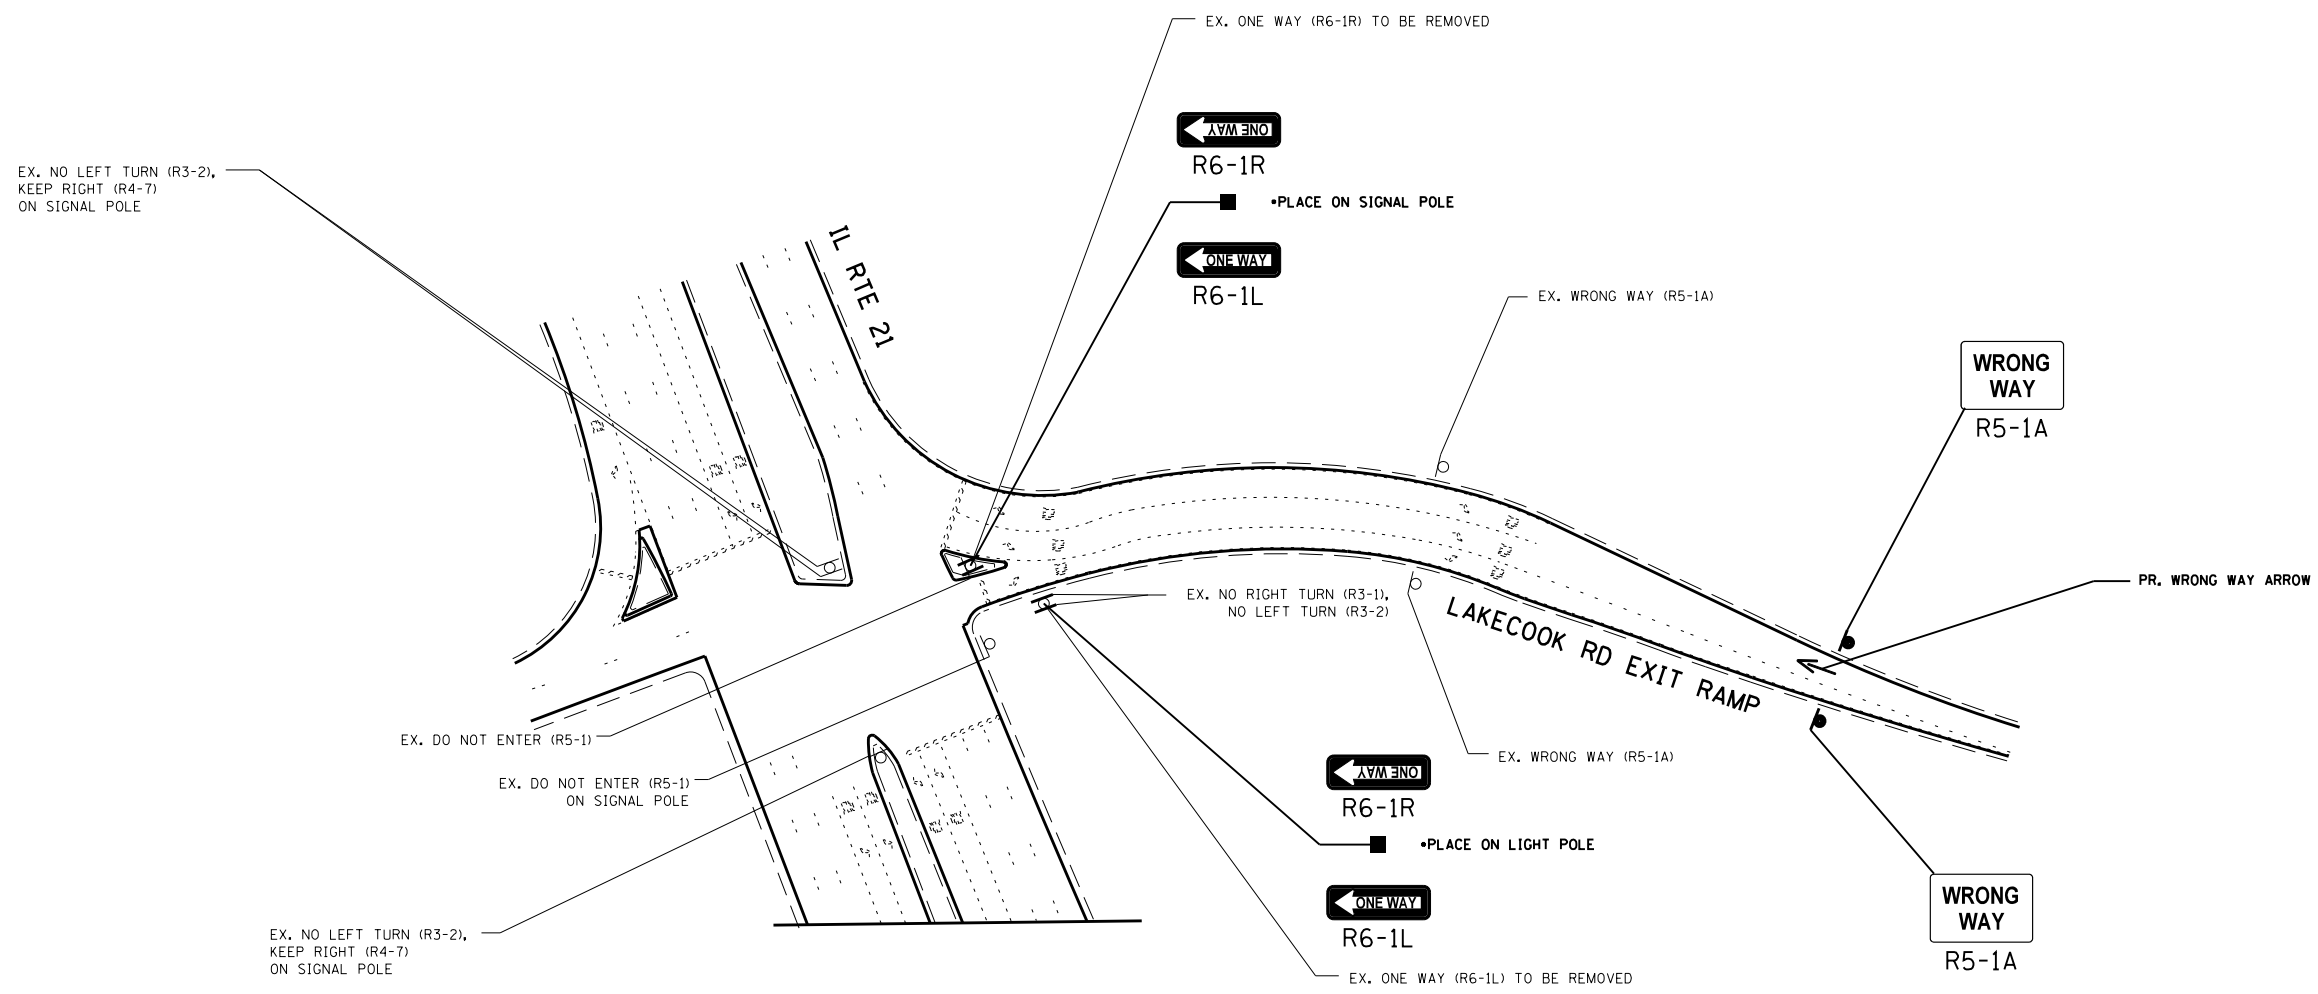 EX. ONE WAY (R6-1R) TO BE REMOVED
ONE WAY
R6-1R
•PLACE ON SIGNAL POLE
ONE WAY
R6-1L
EX. NO LEFT TURN (R3-2),
KEEP RIGHT (R4-7)
ON SIGNAL POLE
IL RTE 21
EX. WRONG WAY (R5-1A)
WRONG
WAY
R5-1A
PR. WRONG WAY ARROW
EX. NO RIGHT TURN (R3-1),
NO LEFT TURN (R3-2)
LAKECOOK RD EXIT RAMP
EX. DO NOT ENTER (R5-1)
EX. DO NOT ENTER (R5-1)
ON SIGNAL POLE
EX. WRONG WAY (R5-1A)
ONE WAY
R6-1R
•PLACE ON LIGHT POLE
ONE WAY
R6-1L
WRONG
WAY
R5-1A
EX. NO LEFT TURN (R3-2),
KEEP RIGHT (R4-7)
ON SIGNAL POLE
EX. ONE WAY (R6-1L) TO BE REMOVED